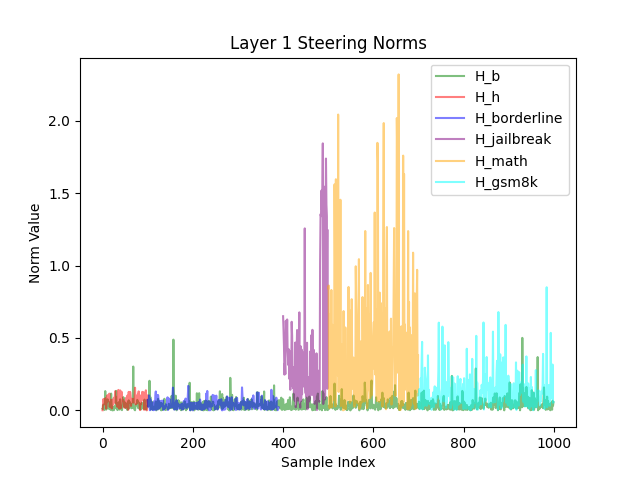 Layer 1 Steering Norms
H_b
H_h
H_borderline
H_jailbreak
H_math
H_gsm8k
Norm Value
2.0
1.5
1.0
0.5
0.0
0 200 400 600 800 1000
Sample Index